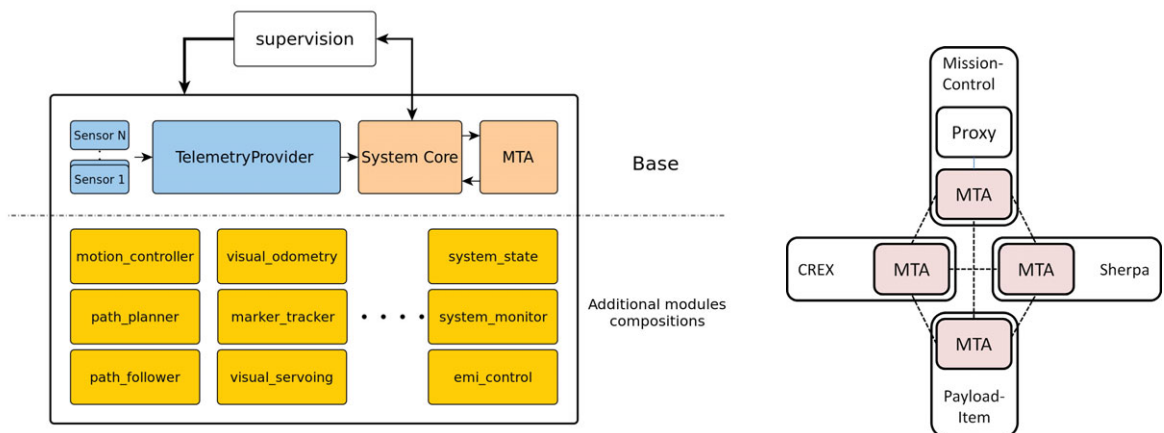 supervision
Sensor N
Sensor 1
TelemetryProvider
System Core
MTA
Base
motion_controller
visual_odometry
system_state
path_planner
marker_tracker
system_monitor
path_follower
visual_servoing
emi_control
Additional modules
compositions
Mission-
Control
Proxy
MTA
CREX
MTA
MTA
Sherpa
MTA
Payload-
Item